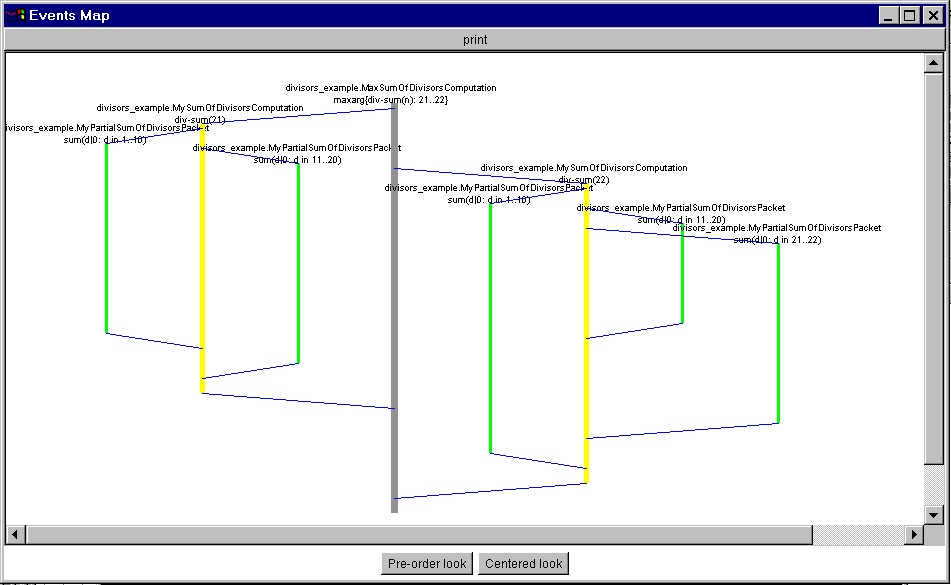 Events Map
print
divisors_example.MaxSumOfDivisorsComputation
maxarg{div-sum(n): 21..22}
divisors_example.MySumOfDivisorsComputation
div-sum(21)
divisors_example.MyPartialSumOfDivisorsPacket
sum(d|0: d in 1..10)
divisors_example.MyPartialSumOfDivisorsPacket
sum(d|0: d in 11..20)
divisors_example.MySumOfDivisorsComputation
div-sum(22)
divisors_example.MyPartialSumOfDivisorsPacket
sum(d|0: d in 1..10)
divisors_example.MyPartialSumOfDivisorsPacket
sum(d|0: d in 11..20)
divisors_example.MyPartialSumOfDivisorsPacket
sum(d|0: d in 21..22)
Pre-order look
Centered look